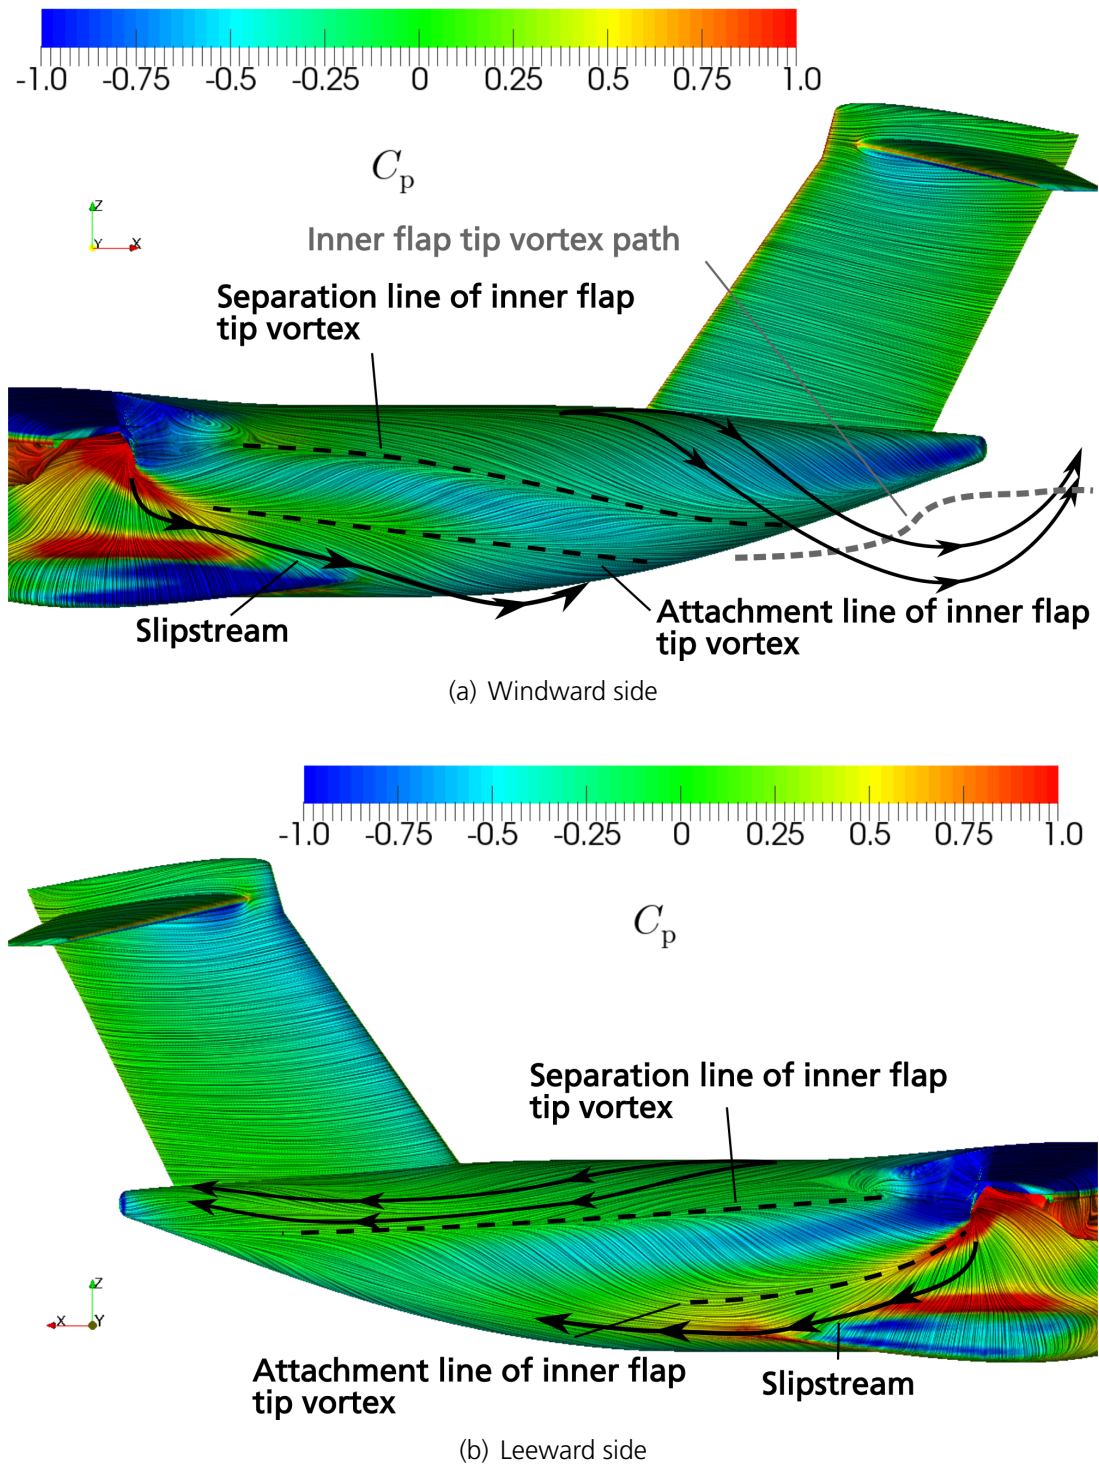 -1.0 -0.75 -0.5 -0.25 0 0.25 0.5 0.75 1.0
Cp
Z
Y X
Inner flap tip vortex path
Separation line of inner flap
tip vortex
Slipstream
Attachment line of inner flap
tip vortex
(a) Windward side
-1.0 -0.75 -0.5 -0.25 0 0.25 0.5 0.75 1.0
Cp
Separation line of inner flap
tip vortex
Z
X Y
Attachment line of inner flap
tip vortex
Slipstream
(b) Leeward side